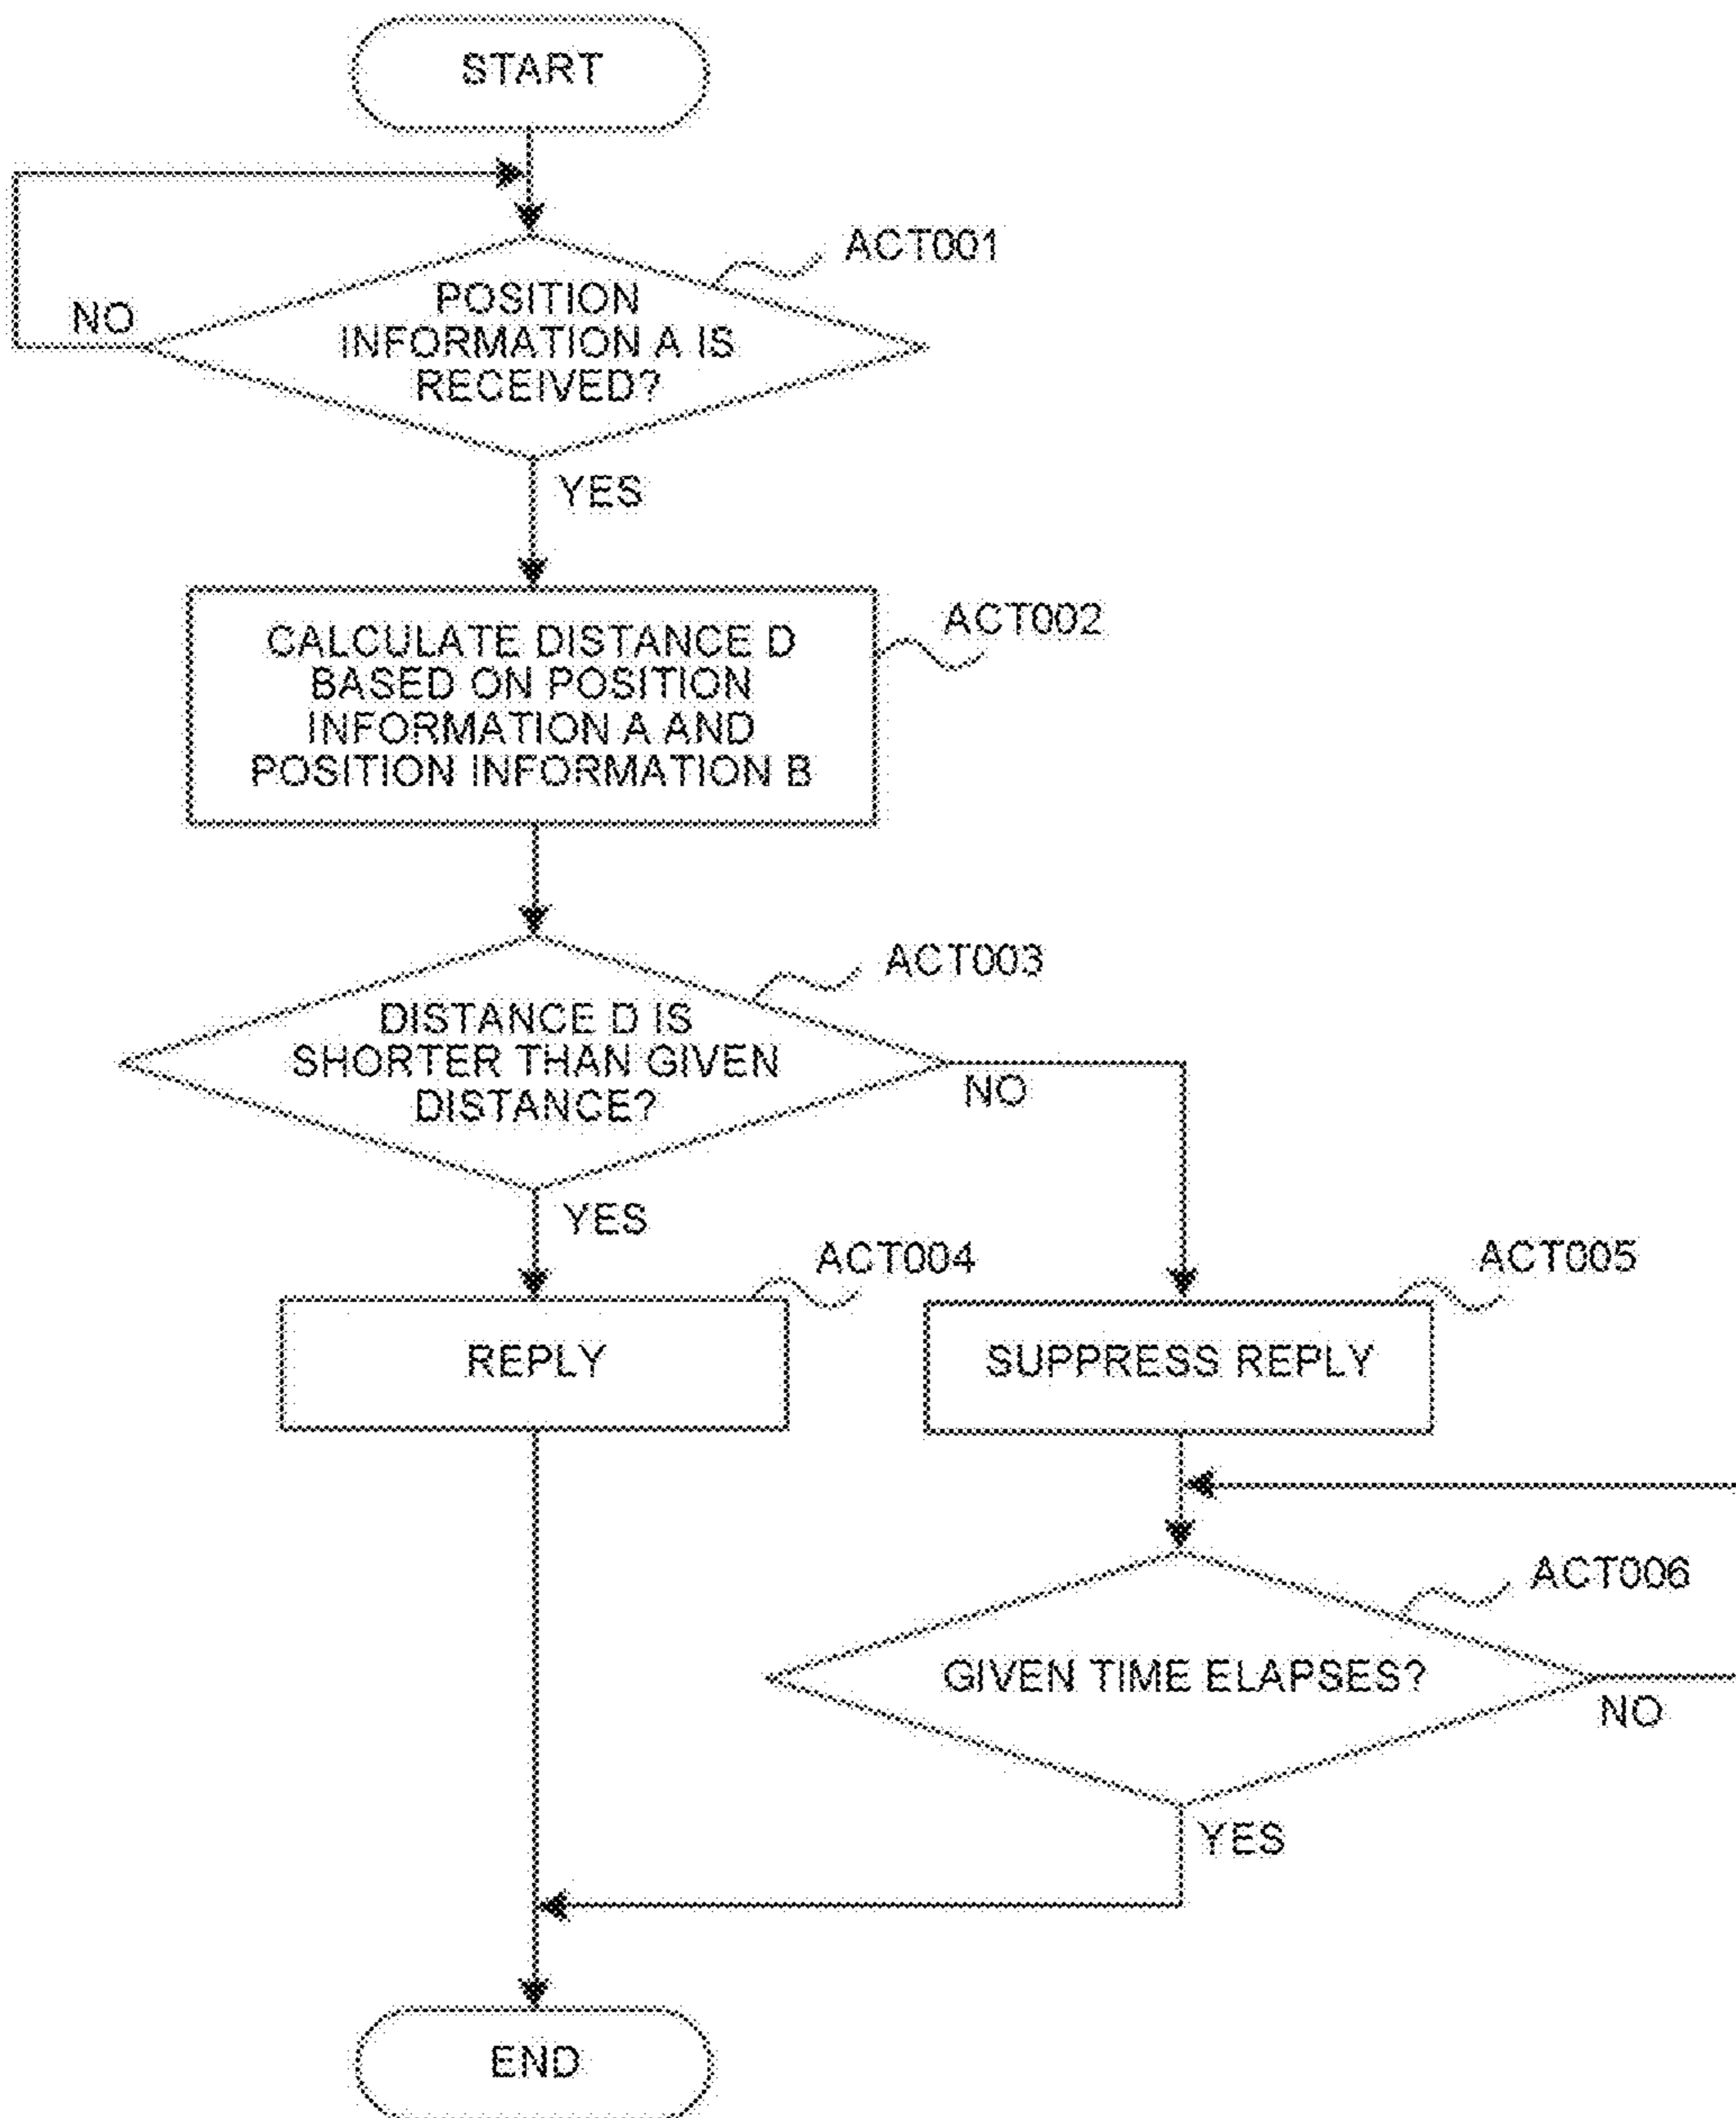 START
ACT001
POSITION
INFORMATION A IS
RECEIVED?
NO
YES
ACT002
CALCULATE DISTANCE D
BASED ON POSITION
INFORMATION A AND
POSITION INFORMATION B
ACT003
DISTANCE D IS
SHORTER THAN GIVEN
DISTANCE?
NO
YES
ACT004
REPLY
ACT005
SUPPRESS REPLY
ACT006
GIVEN TIME ELAPSES?
NO
YES
END